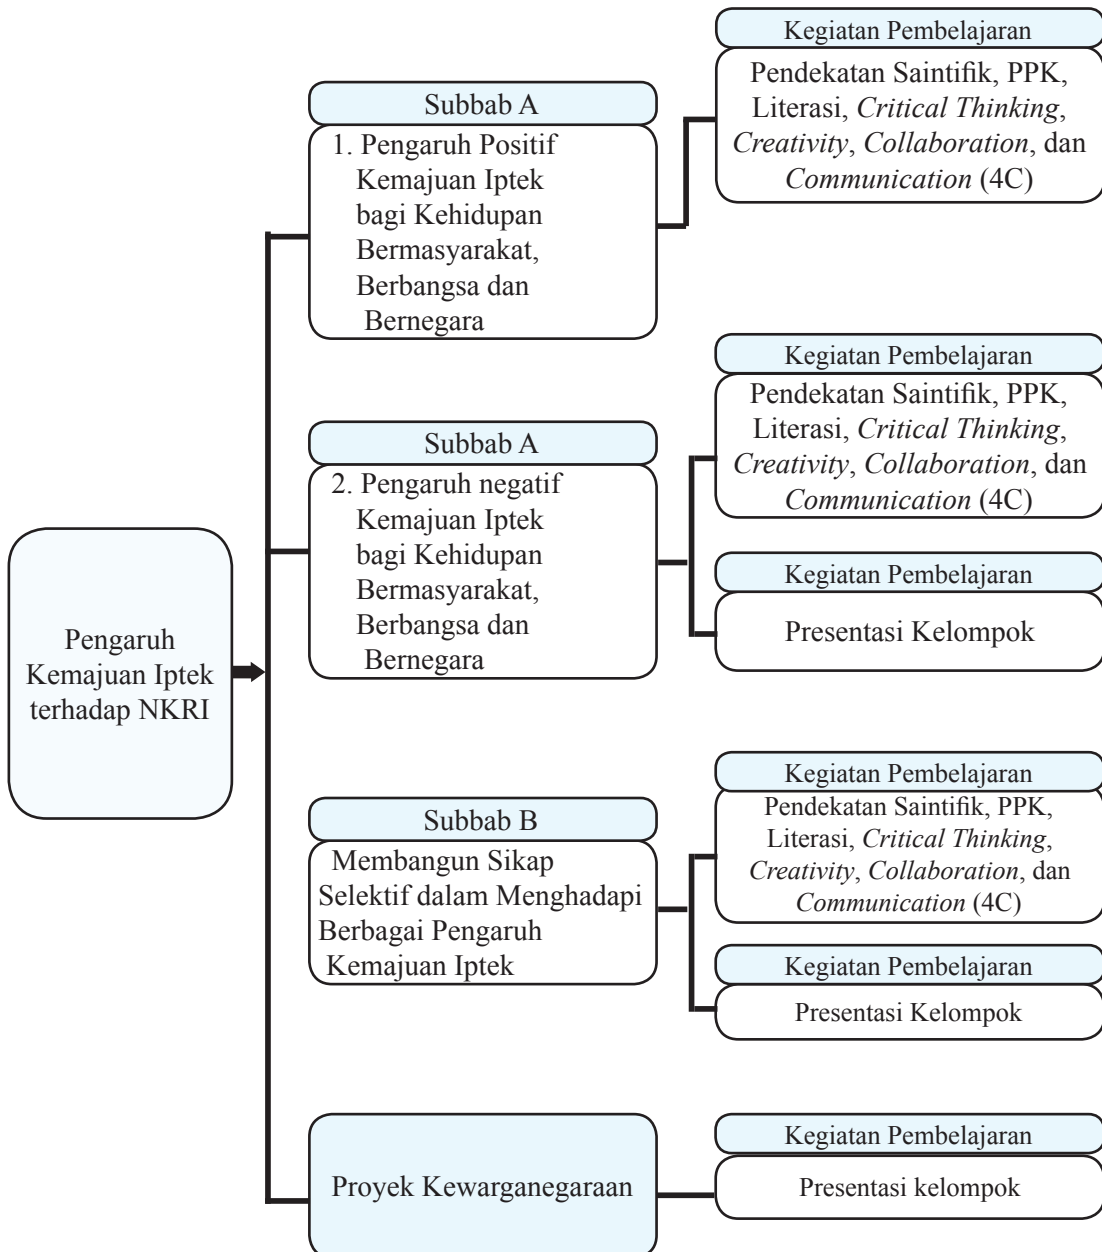 Pengaruh
Kemajuan Iptek
terhadap NKRI
Subbab A
1. Pengaruh Positif
Kemajuan Iptek
bagi Kehidupan
Bermasyarakat,
Berbangsa dan
Bernegara
Kegiatan Pembelajaran
Pendekatan Saintifik, PPK,
Literasi, Critical Thinking,
Creativity, Collaboration, dan
Communication (4C)
Subbab A
2. Pengaruh negatif
Kemajuan Iptek
bagi Kehidupan
Bermasyarakat,
Berbangsa dan
Bernegara
Kegiatan Pembelajaran
Pendekatan Saintifik, PPK,
Literasi, Critical Thinking,
Creativity, Collaboration, dan
Communication (4C)
Kegiatan Pembelajaran
Presentasi Kelompok
Subbab B
Membangun Sikap
Selektif dalam Menghadapi
Berbagai Pengaruh
Kemajuan Iptek
Kegiatan Pembelajaran
Pendekatan Saintifik, PPK,
Literasi, Critical Thinking,
Creativity, Collaboration, dan
Communication (4C)
Kegiatan Pembelajaran
Presentasi Kelompok
Proyek Kewarganegaraan
Kegiatan Pembelajaran
Presentasi kelompok